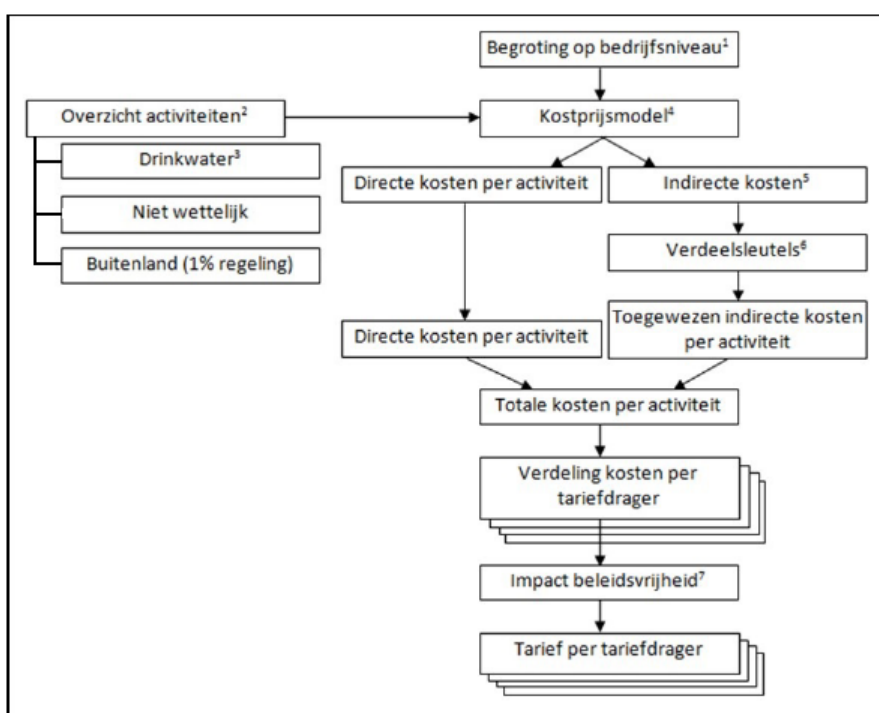 Begroting op bedrijfsniveau¹
Overzicht activiteiten²
Kostprijsmodel⁴
Drinkwater³
Directe kosten per activiteit
Indirecte kosten⁵
Niet wettelijk
Verdeelsleutels⁶
Buitenland (1% regeling)
Directe kosten per activiteit
Toegewezen indirecte kosten
per activiteit
Totale kosten per activiteit
Verdeling kosten per
tariefdrager
Impact beleidsvrijheid⁷
Tarief per tariefdrager